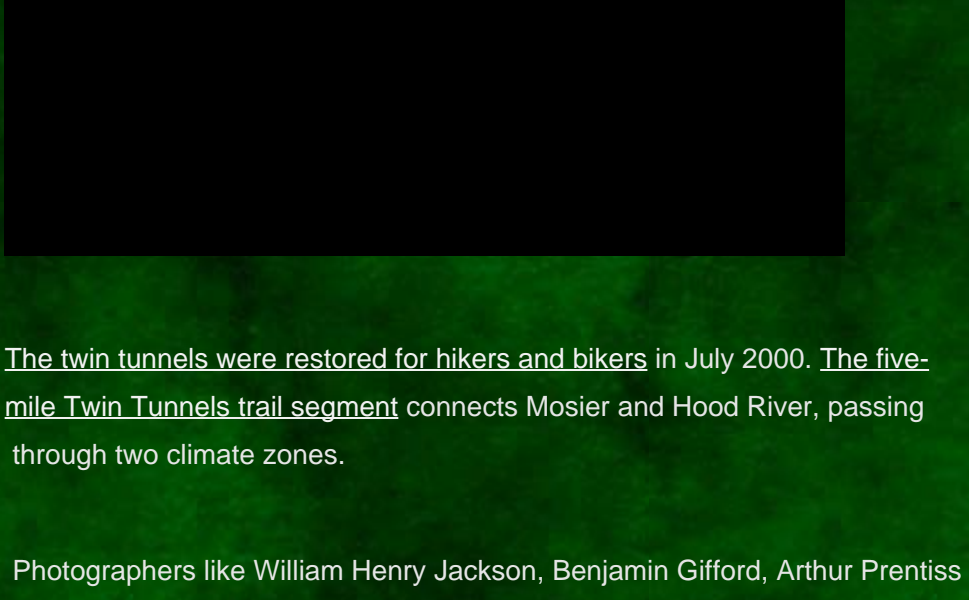 The twin tunnels were restored for hikers and bikers in July 2000. The five-
mile Twin Tunnels trail segment connects Mosier and Hood River, passing
through two climate zones.
Photographers like William Henry Jackson, Benjamin Gifford, Arthur Prentiss